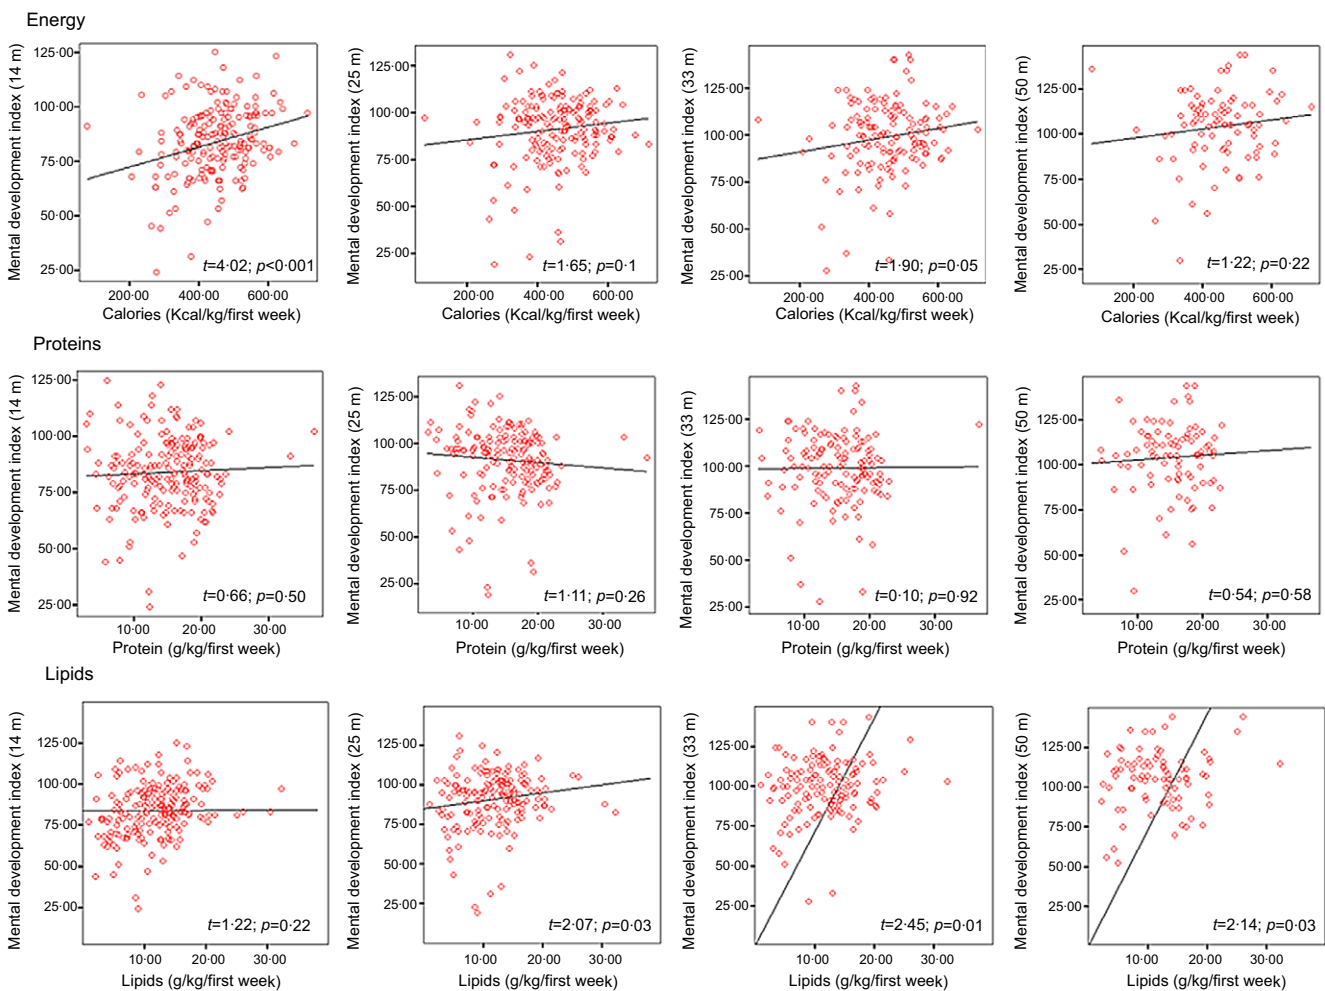 Energy
Mental development index (14 m)
125·00
100·00
75·00
50·00
25·00
t=4·02; p<0·001
200·00 400·00 600·00
Calories (Kcal/kg/first week)
Mental development index (25 m)
125·00
100·00
75·00
50·00
25·00
t=1·65; p=0·1
200·00 400·00 600·00
Calories (Kcal/kg/first week)
Mental development index (33 m)
125·00
100·00
75·00
50·00
25·00
t=1·90; p=0·05
200·00 400·00 600·00
Calories (Kcal/kg/first week)
Mental development index (50 m)
125·00
100·00
75·00
50·00
25·00
t=1·22; p=0·22
200·00 400·00 600·00
Calories (Kcal/kg/first week)
Proteins
Mental development index (14 m)
125·00
100·00
75·00
50·00
25·00
t=0·66; p=0·50
10·00 20·00 30·00
Protein (g/kg/first week)
Mental development index (25 m)
125·00
100·00
75·00
50·00
25·00
t=1·11; p=0·26
10·00 20·00 30·00
Protein (g/kg/first week)
Mental development index (33 m)
125·00
100·00
75·00
50·00
25·00
t=0·10; p=0·92
10·00 20·00 30·00
Protein (g/kg/first week)
Mental development index (50 m)
125·00
100·00
75·00
50·00
25·00
t=0·54; p=0·58
10·00 20·00 30·00
Protein (g/kg/first week)
Lipids
Mental development index (14 m)
125·00
100·00
75·00
50·00
25·00
t=1·22; p=0·22
10·00 20·00 30·00
Lipids (g/kg/first week)
Mental development index (25 m)
125·00
100·00
75·00
50·00
25·00
t=2·07; p=0·03
10·00 20·00 30·00
Lipids (g/kg/first week)
Mental development index (33 m)
125·00
100·00
75·00
50·00
25·00
t=2·45; p=0·01
10·00 20·00 30·00
Lipids (g/kg/first week)
Mental development index (50 m)
125·00
100·00
75·00
50·00
25·00
t=2·14; p=0·03
10·00 20·00 30·00
Lipids (g/kg/first week)